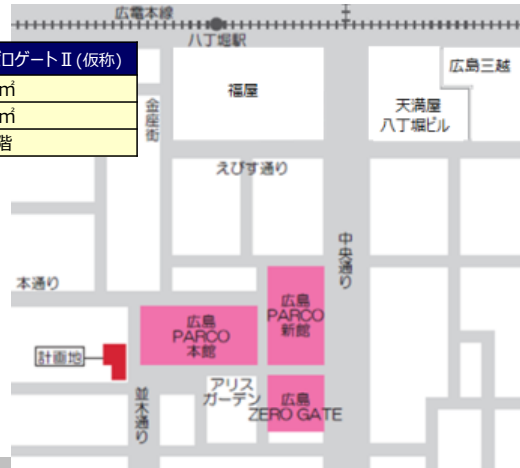 広電本線
八丁堀駅
ゼロゲートⅡ(仮称)
㎡
㎡
階
金座街
福屋
広島三越
天満屋
八丁堀ビル
えびす通り
中央通り
本通り
広島
PARCO
新館
広島
PARCO
本館
計画地
アリス
ガーデン
並木通り
広島
ZERO GATE